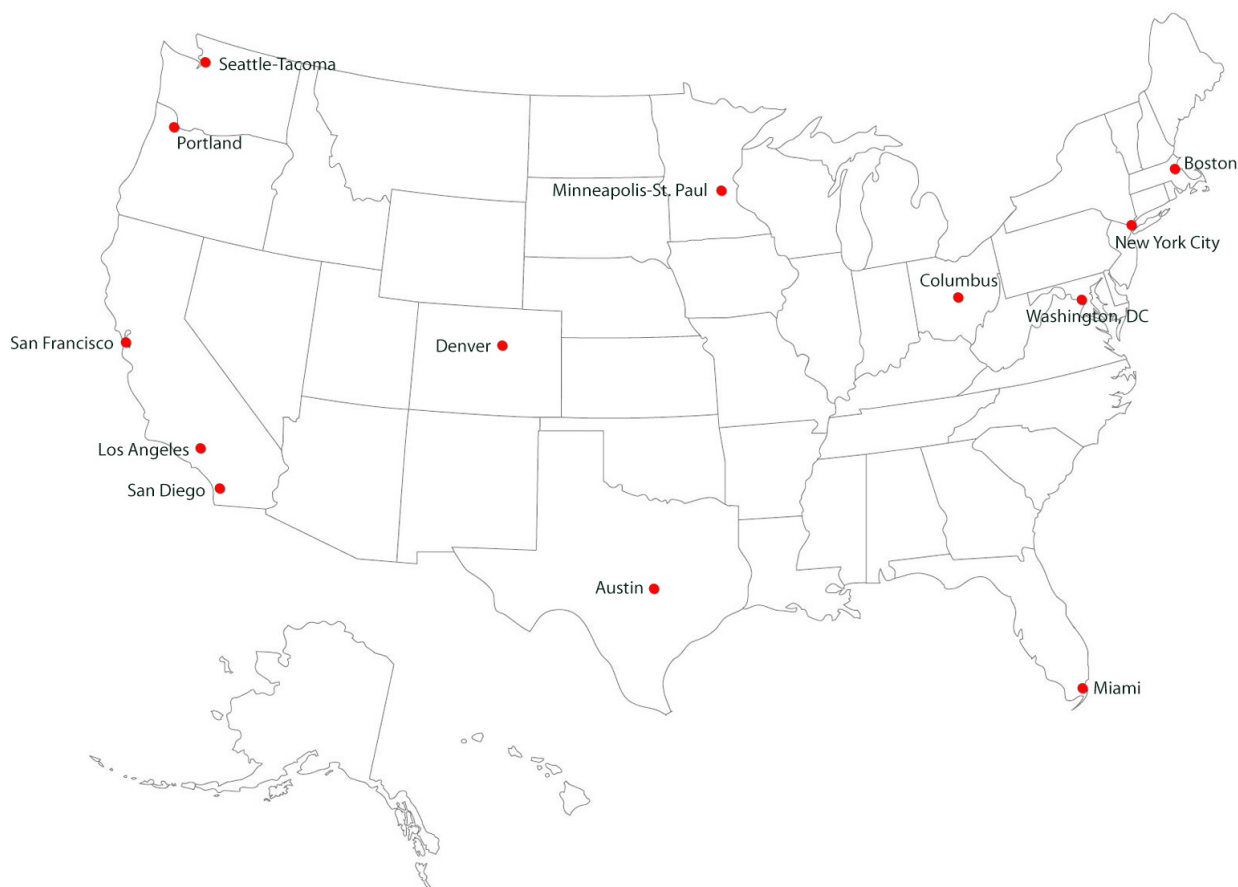 Seattle-Tacoma
Portland
Boston
Minneapolis-St. Paul
New York City
Columbus
Washington, DC
San Francisco
Denver
Los Angeles
San Diego
Austin
Miami